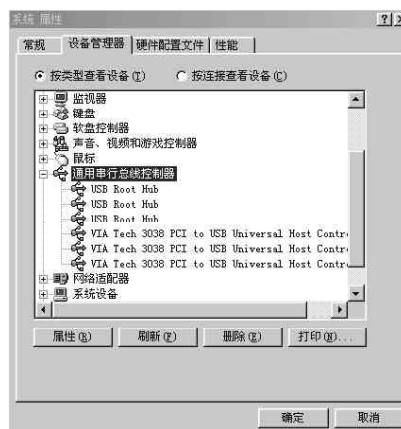 系统 属性
常规 设备管理器 硬件配置文件 性能
按类型查看设备(T) 按连接查看设备(C)
监视器
键盘
软盘控制器
声音、视频和游戏控制器
鼠标
通用串行总线控制器
USB Root Hub
USB Root Hub
USB Root Hub
VIA Tech 3038 PCI to USB Universal Host Contr
VIA Tech 3038 PCI to USB Universal Host Contr
VIA Tech 3038 PCI to USB Universal Host Contr
网络适配器
系统设备
属性(R) 刷新(F) 删除(E) 打印(N)...
确定 取消